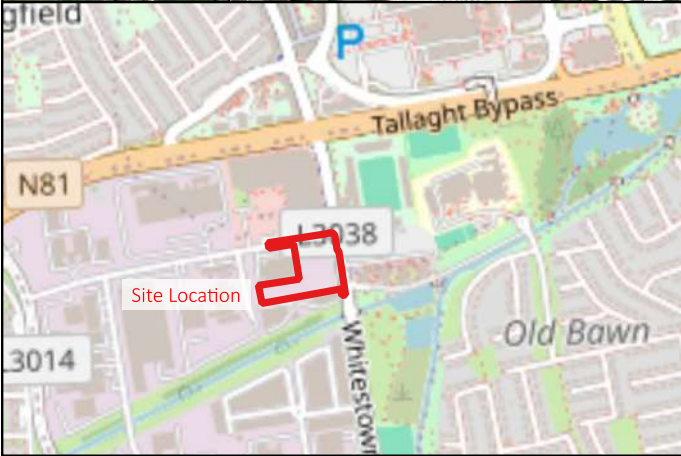 gfield
P
Tallaght Bypass
N81
L3038
Site Location
Old Bawn
L3014
Whitestown